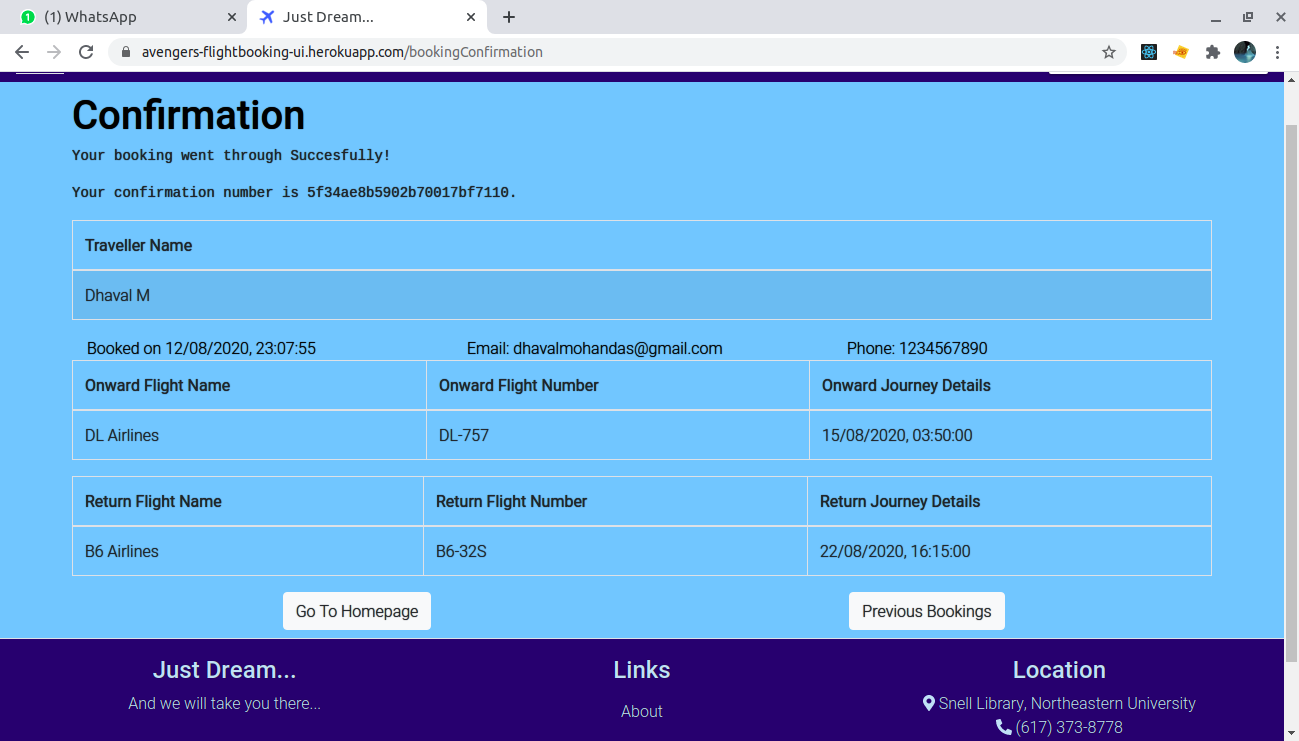 (1) WhatsApp
Just Dream...
avengers-flightbooking-ui.herokuapp.com/bookingConfirmation
Confirmation
Your booking went through Succesfully!
Your confirmation number is 5f34ae8b5902b70017bf7110.
Traveller Name
Dhaval M
Booked on 12/08/2020, 23:07:55 Email: dhavalmohandas@gmail.com Phone: 1234567890
Onward Flight Name Onward Flight Number Onward Journey Details
DL Airlines DL-757 15/08/2020, 03:50:00
Return Flight Name Return Flight Number Return Journey Details
B6 Airlines B6-32S 22/08/2020, 16:15:00
Go To Homepage Previous Bookings
Just Dream... Links Location
And we will take you there... About Snell Library, Northeastern University
(617) 373-8778